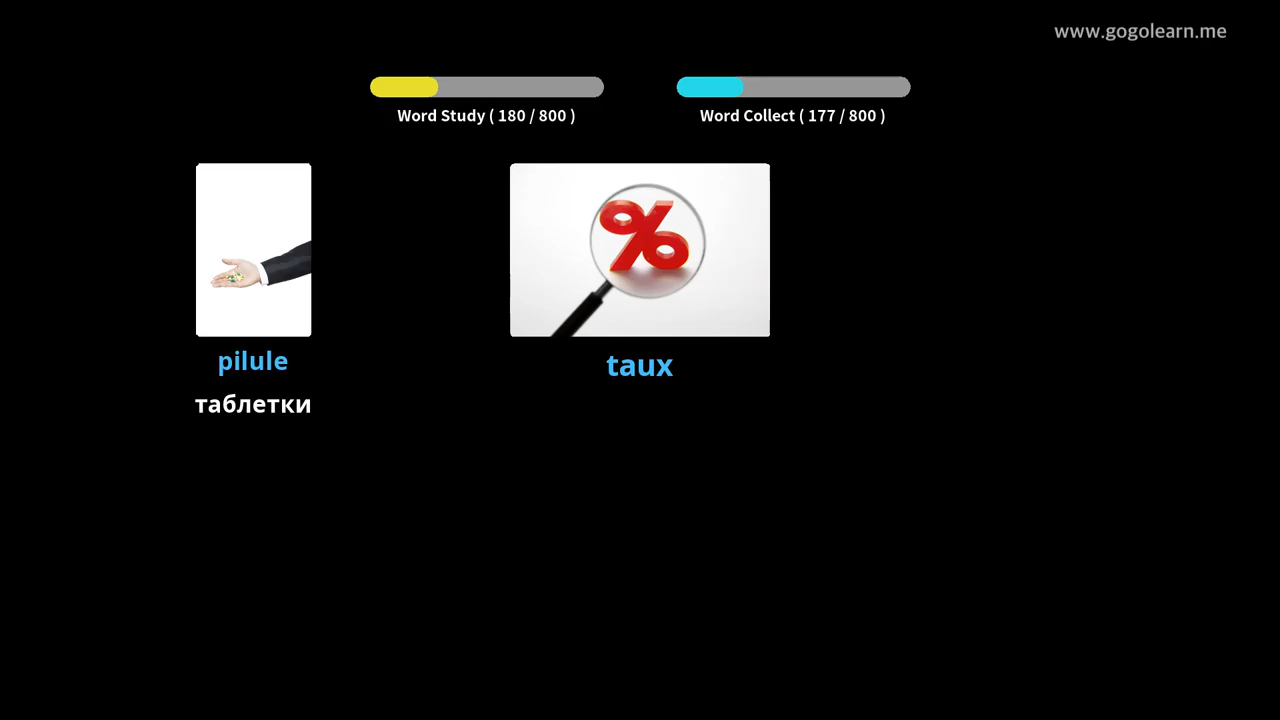 www.gogolearn.me
Word Study ( 180 / 800 )
Word Collect ( 177 / 800 )
%
pilule
taux
таблетки